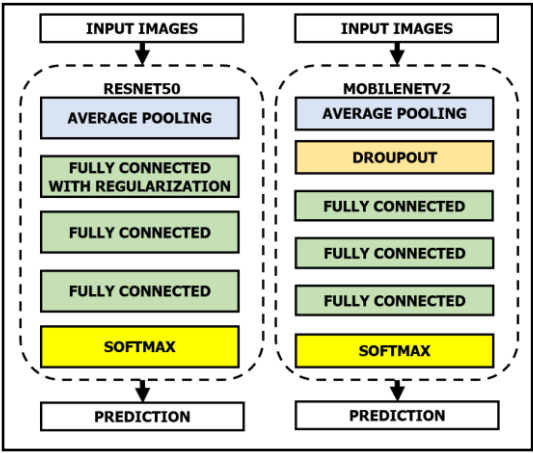 INPUT IMAGES
RESNET50
AVERAGE POOLING
FULLY CONNECTED
WITH REGULARIZATION
FULLY CONNECTED
FULLY CONNECTED
SOFTMAX
PREDICTION
INPUT IMAGES
MOBILENETV2
AVERAGE POOLING
DROUPOUT
FULLY CONNECTED
FULLY CONNECTED
FULLY CONNECTED
SOFTMAX
PREDICTION